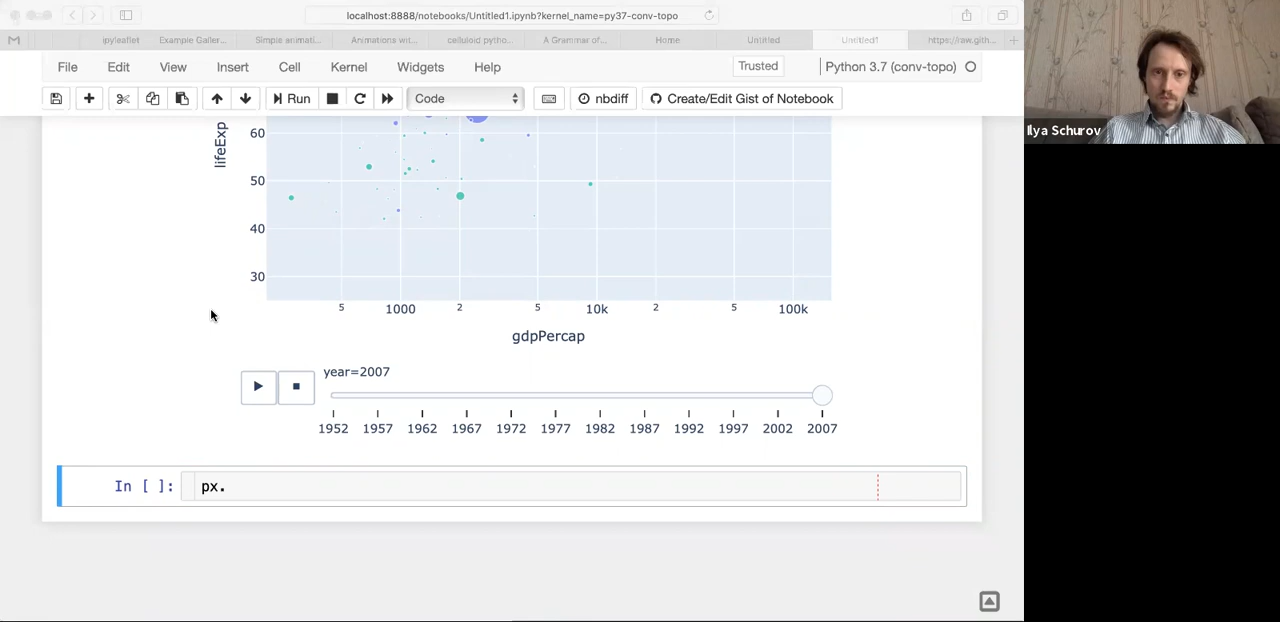 localhost:8888/notebooks/Untitled1.ipynb?kernel_name=py37-conv-topo
ipyleaflet Example Galler... Simple animati... Animations wit... celluloid pytho... A Grammar of... Home Untitled Untitled1 https://raw.gith...
File Edit View Insert Cell Kernel Widgets Help Trusted Python 3.7 (conv-topo)
Run Code nbdiff Create/Edit Gist of Notebook
Ilya Schurov
lifeExp
60
50
40
30
5 1000 2 5 10k 2 5 100k
gdpPercap
year=2007
1952 1957 1962 1967 1972 1977 1982 1987 1992 1997 2002 2007
In [ ]: px.